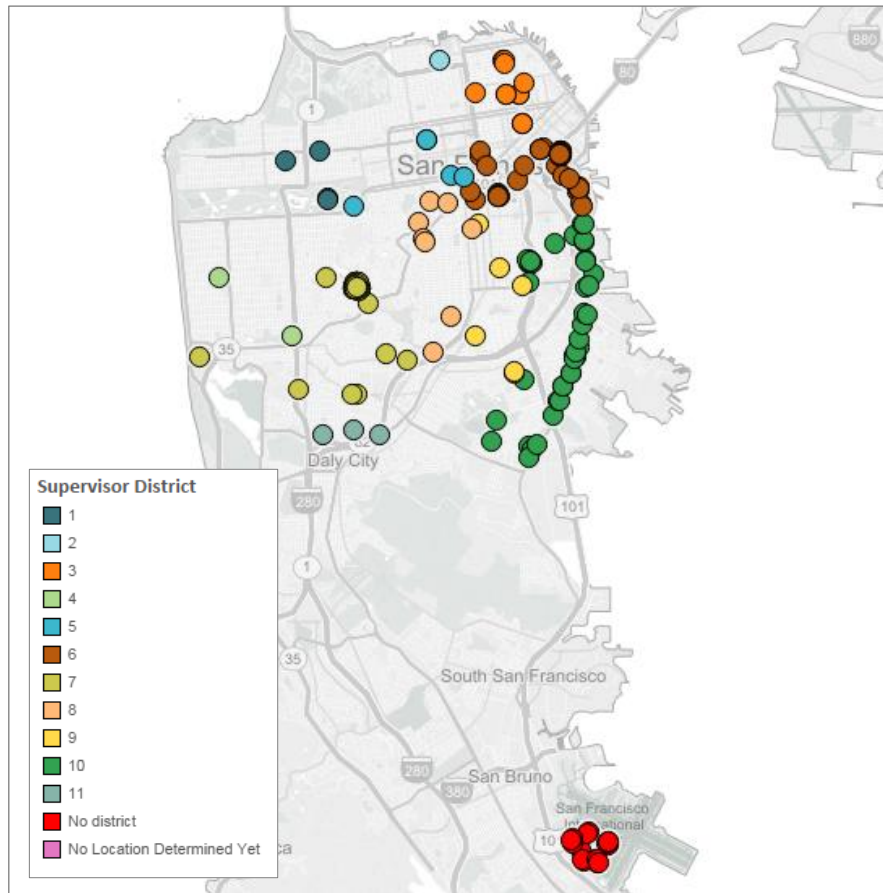 880
80
1
San Francisco
35
Daly City
Supervisor District
1
2
3
4
5
6
7
8
9
10
11
No district
No Location Determined Yet
280
101
1
35
South San Francisco
280
380
San Bruno
San Francisco
International
10